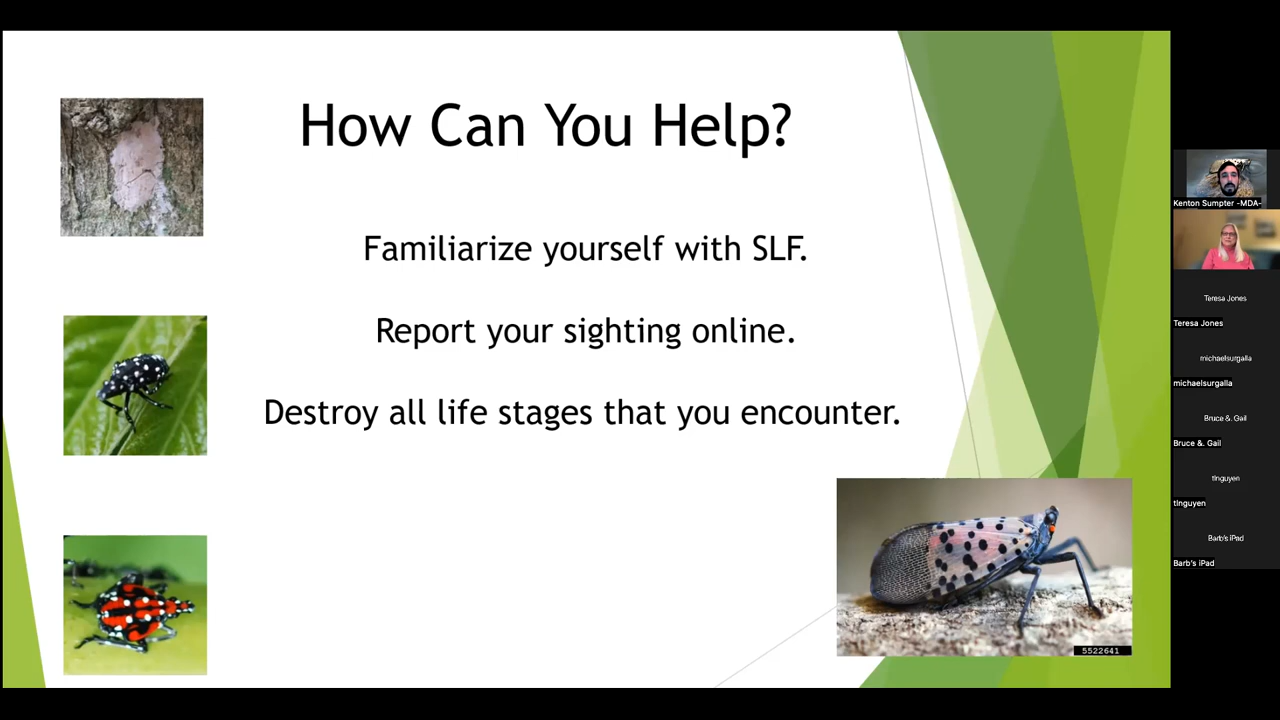 How Can You Help?
Familiarize yourself with SLF.
Report your sighting online.
Destroy all life stages that you encounter.
5522641
Kenton Sumpter -MDA-
Teresa Jones
Teresa Jones
michaelsurgalla
michaelsurgalla
Bruce &. Gail
Bruce &. Gail
tlnguyen
tlnguyen
Barb's iPad
Barb's iPad